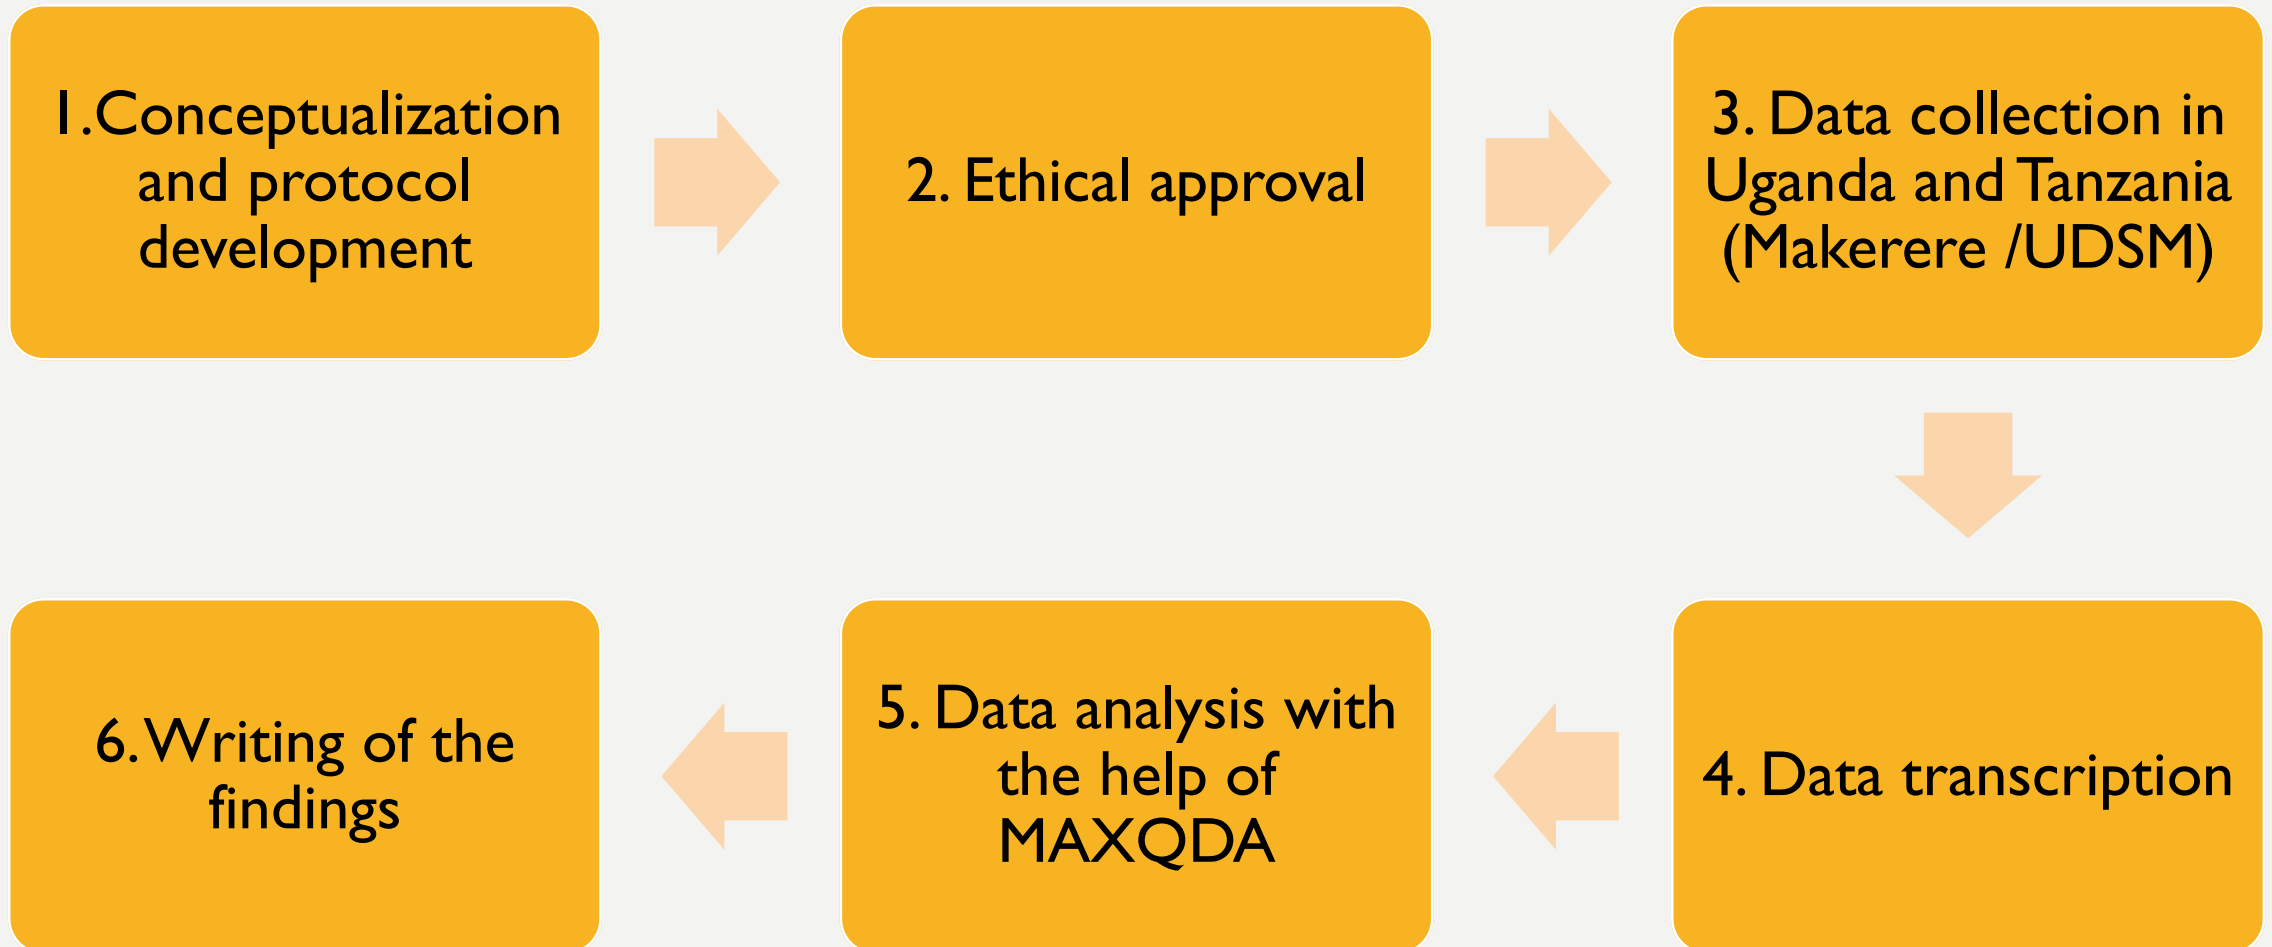 1.Conceptualization
and protocol
development
2. Ethical approval
3. Data collection in
Uganda and Tanzania
(Makerere /UDSM)
4. Data transcription
5. Data analysis with
the help of
MAXQDA
6. Writing of the
findings